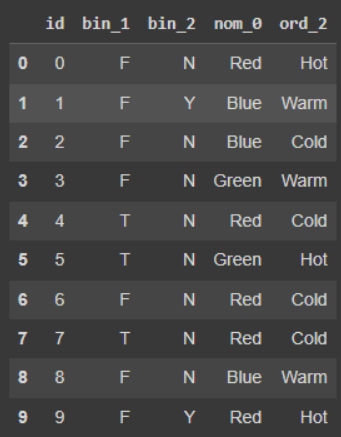 id bin_1 bin_2 nom_0 ord_2
0 0 F N Red Hot
1 1 F Y Blue Warm
2 2 F N Blue Cold
3 3 F N Green Warm
4 4 T N Red Cold
5 5 T N Green Hot
6 6 F N Red Cold
7 7 T N Red Cold
8 8 F N Blue Warm
9 9 F Y Red Hot